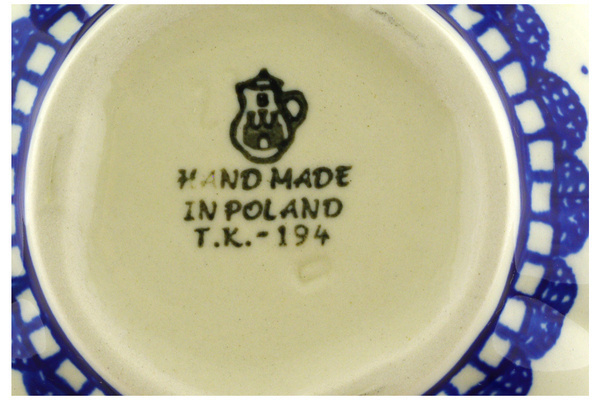 HAND MADE
IN POLAND
T.K.-194